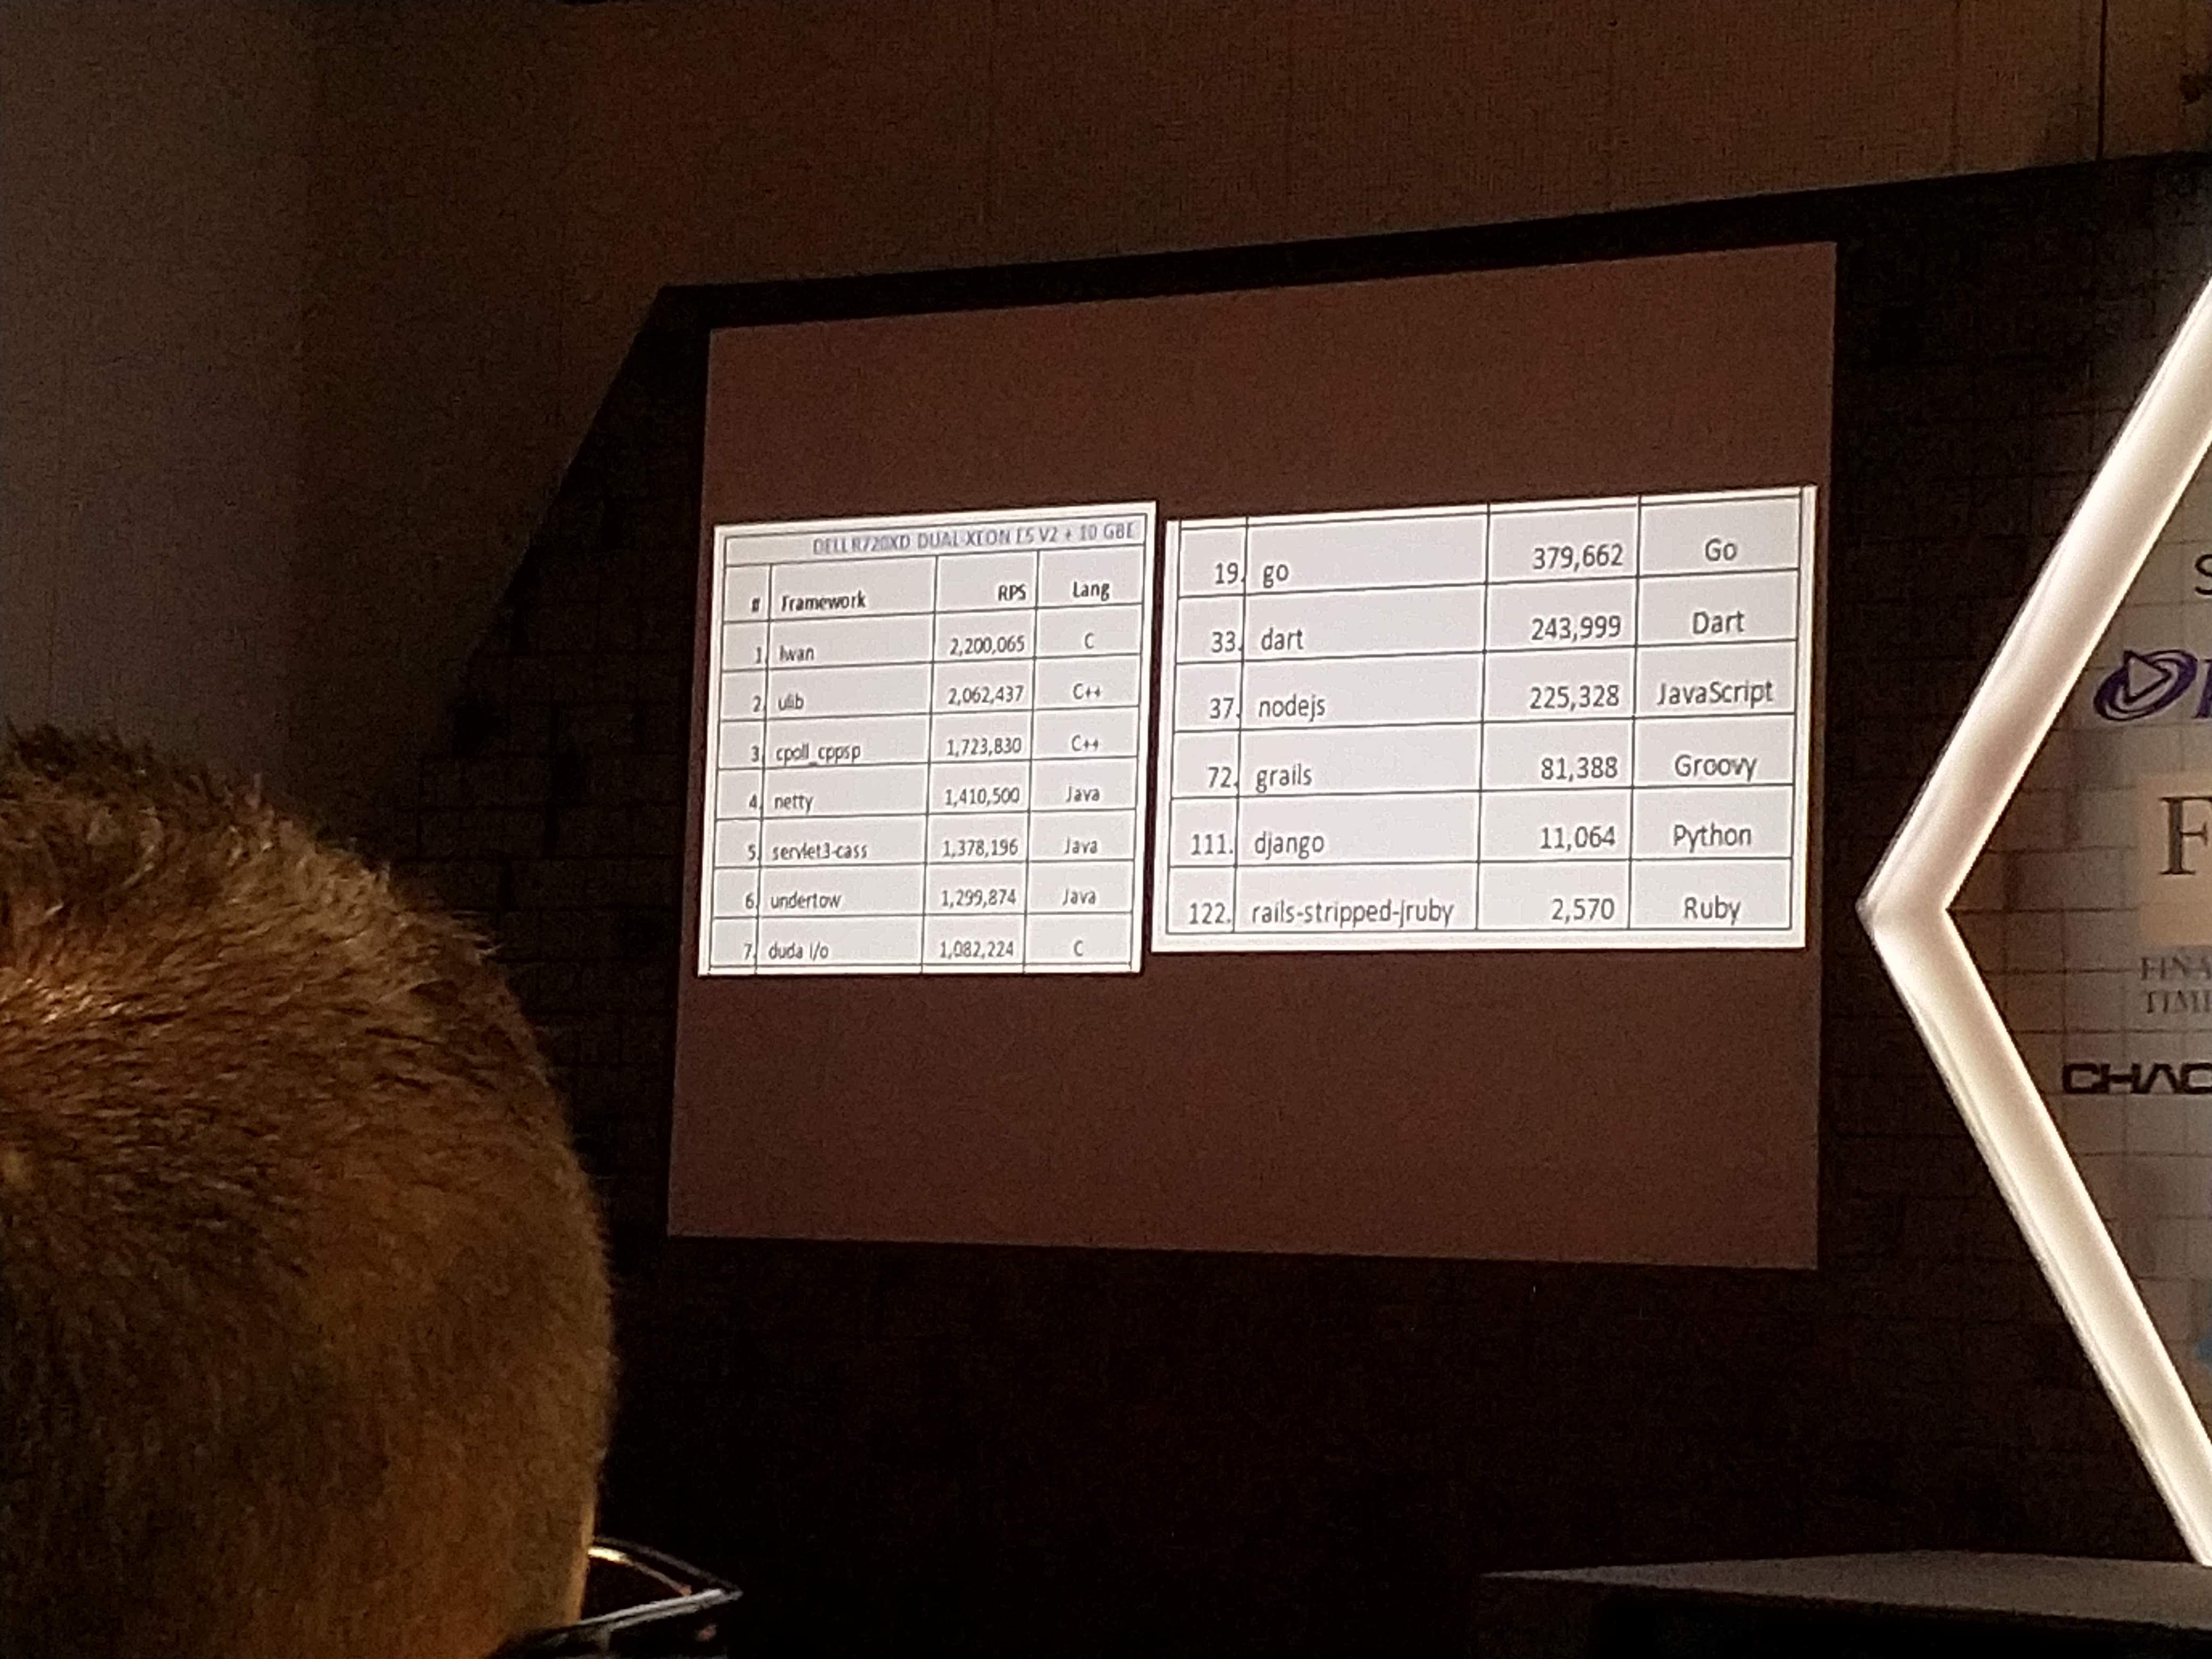 DELL R720XD DUAL-XEON E5 V2 + 10 GBE
# Framework RPS Lang
1. lwan 2,200,065 C
2. ulib 2,062,437 C++
3. cpoll_cppsp 1,723,830 C++
4. netty 1,410,500 Java
5. servlet3-cass 1,378,196 Java
6. undertow 1,299,874 Java
7. duda i/o 1,082,224 C
19. go 379,662 Go
33. dart 243,999 Dart
37. nodejs 225,328 JavaScript
72. grails 81,388 Groovy
111. django 11,064 Python
122. rails-stripped-jruby 2,570 Ruby
F
FINA
TIME